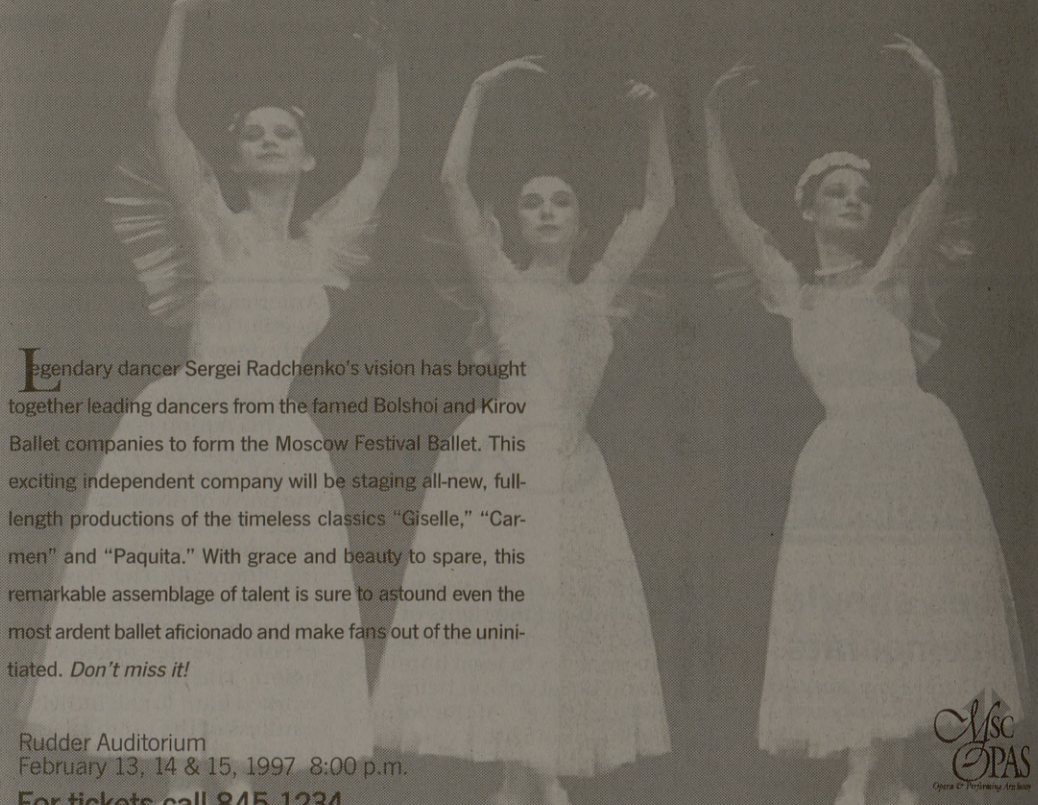 Legendary dancer Sergei Radchenko's vision has brought
together leading dancers from the famed Bolshoi and Kirov
Ballet companies to form the Moscow Festival Ballet. This
exciting independent company will be staging all-new, full-
length productions of the timeless classics “Giselle,” “Car-
men” and “Paquita.” With grace and beauty to spare, this
remarkable assemblage of talent is sure to astound even the
most ardent ballet aficionado and make fans out of the unini-
tiated. Don't miss it!
Rudder Auditorium
February 13, 14 & 15, 1997 8:00 p.m.
For tickets call 845-1234
MSC
OPAS
Opera & Performing Arts